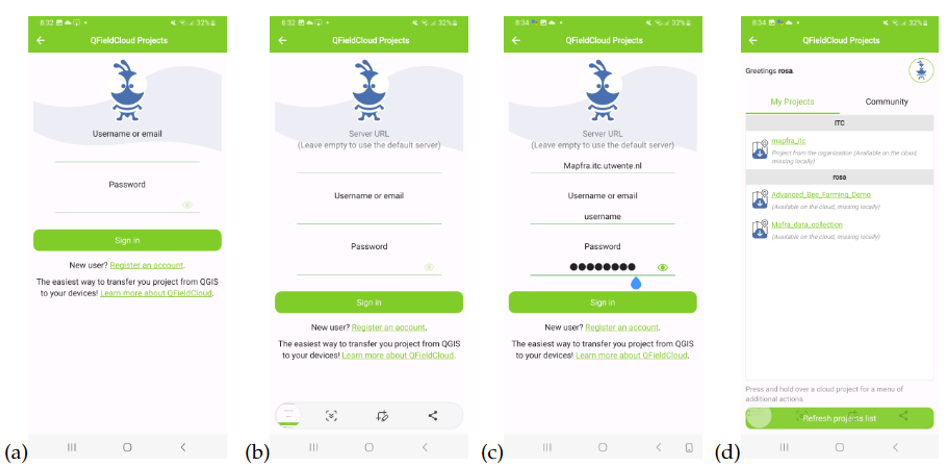 8:32
32%
QFieldCloud Projects
Username or email
Password
Sign in
New user? Register an account.
The easiest way to transfer you project from QGIS
to your devices! Learn more about QFieldCloud.
(a)
8:32
32%
QFieldCloud Projects
Server URL
(Leave empty to use the default server)
Username or email
Password
Sign in
New user? Register an account.
The easiest way to transfer you project from QGIS
to your devices! Learn more about QFieldCloud.
(b)
8:34
32%
QFieldCloud Projects
Server URL
(Leave empty to use the default server)
Mapfra.itc.utwente.nl
Username or email
username
Password
●●●●●●●●
Sign in
New user? Register an account.
The easiest way to transfer you project from QGIS
to your devices! Learn more about QFieldCloud.
(c)
8:34
32%
QFieldCloud Projects
Greetings rosa.
My Projects Community
ITC
mapfra_itc
Project from the organization (Available on the cloud,
missing locally)
rosa
Advanced_Bee_Farming_Demo
(Available on the cloud, missing locally)
Mafra_data_collection
(Available on the cloud, missing locally)
Press and hold over a cloud project for a menu of
additional actions.
Refresh projects list
(d)